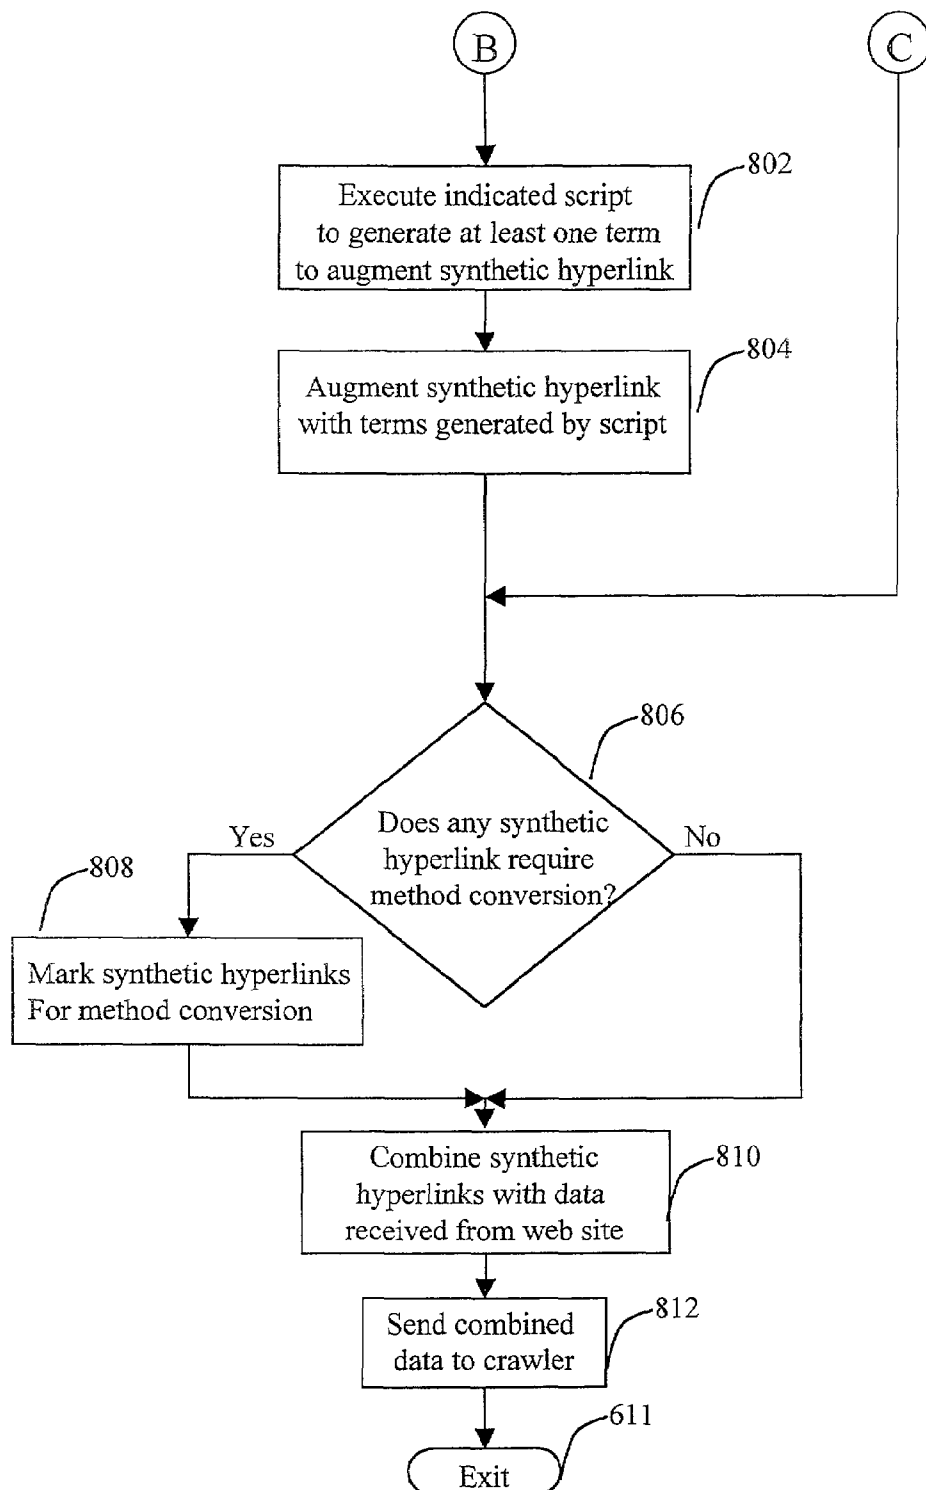 B
C
802
Execute indicated script
to generate at least one term
to augment synthetic hyperlink
804
Augment synthetic hyperlink
with terms generated by script
806
Does any synthetic
hyperlink require
method conversion?
Yes
No
808
Mark synthetic hyperlinks
For method conversion
810
Combine synthetic
hyperlinks with data
received from web site
812
Send combined
data to crawler
611
Exit